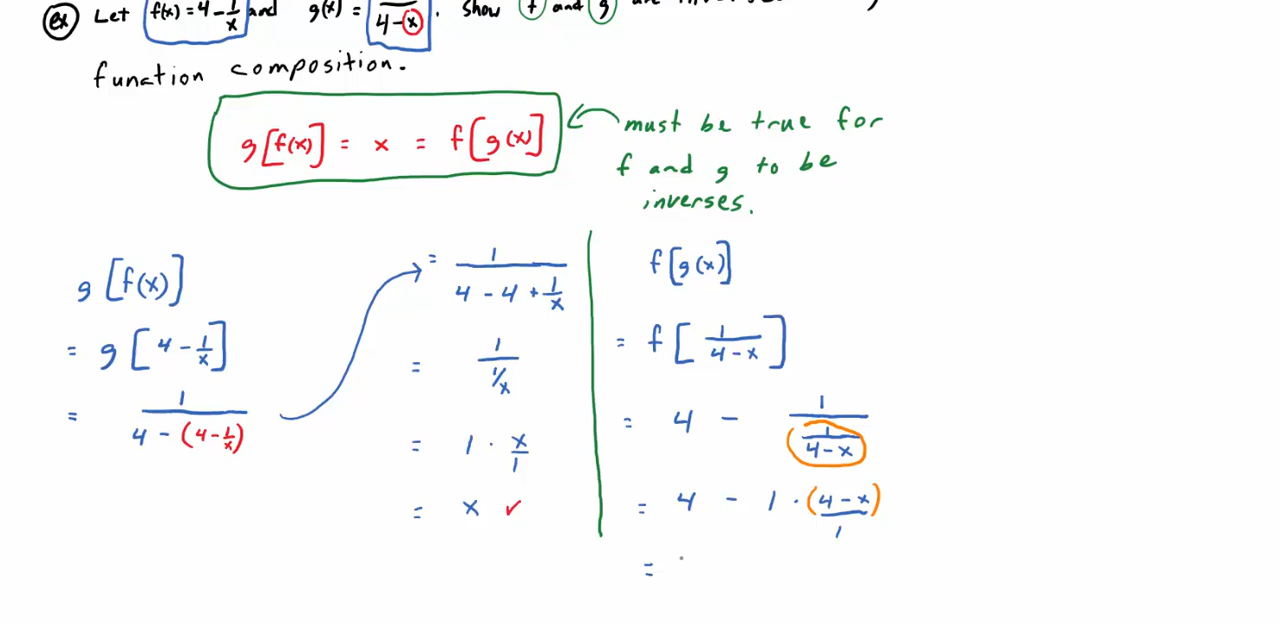 ex Let f(x) = 4 - 1/x and g(x) = 1/(4-x). Show f and g are
function composition.
g[f(x)] = x = f[g(x)]
must be true for
f and g to be
inverses.
g[f(x)]
= g[4 - 1/x]
= 1/(4 - (4 - 1/x))
= 1/(4 - 4 + 1/x)
= 1/(1/x)
= 1 · x/1
= x ✓
f[g(x)]
= f[1/(4-x)]
= 4 - 1/(1/(4-x))
= 4 - 1 · (4-x)/1
=